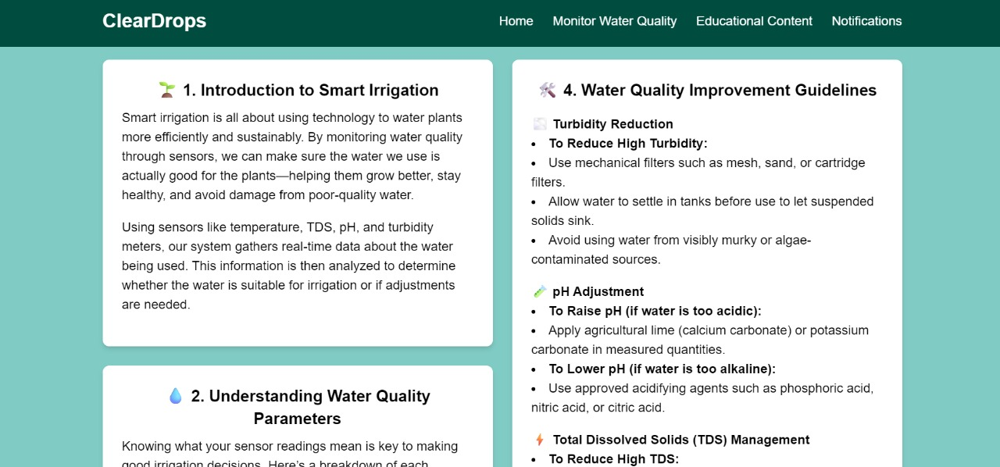 ClearDrops
Home Monitor Water Quality Educational Content Notifications
1. Introduction to Smart Irrigation
Smart irrigation is all about using technology to water plants
more efficiently and sustainably. By monitoring water quality
through sensors, we can make sure the water we use is
actually good for the plants—helping them grow better, stay
healthy, and avoid damage from poor-quality water.
Using sensors like temperature, TDS, pH, and turbidity
meters, our system gathers real-time data about the water
being used. This information is then analyzed to determine
whether the water is suitable for irrigation or if adjustments
are needed.
2. Understanding Water Quality
Parameters
Knowing what your sensor readings mean is key to making
good irrigation decisions. Here's a breakdown of each
4. Water Quality Improvement Guidelines
Turbidity Reduction
• To Reduce High Turbidity:
• Use mechanical filters such as mesh, sand, or cartridge
filters.
• Allow water to settle in tanks before use to let suspended
solids sink.
• Avoid using water from visibly murky or algae-
contaminated sources.
pH Adjustment
• To Raise pH (if water is too acidic):
• Apply agricultural lime (calcium carbonate) or potassium
carbonate in measured quantities.
• To Lower pH (if water is too alkaline):
• Use approved acidifying agents such as phosphoric acid,
nitric acid, or citric acid.
Total Dissolved Solids (TDS) Management
• To Reduce High TDS: